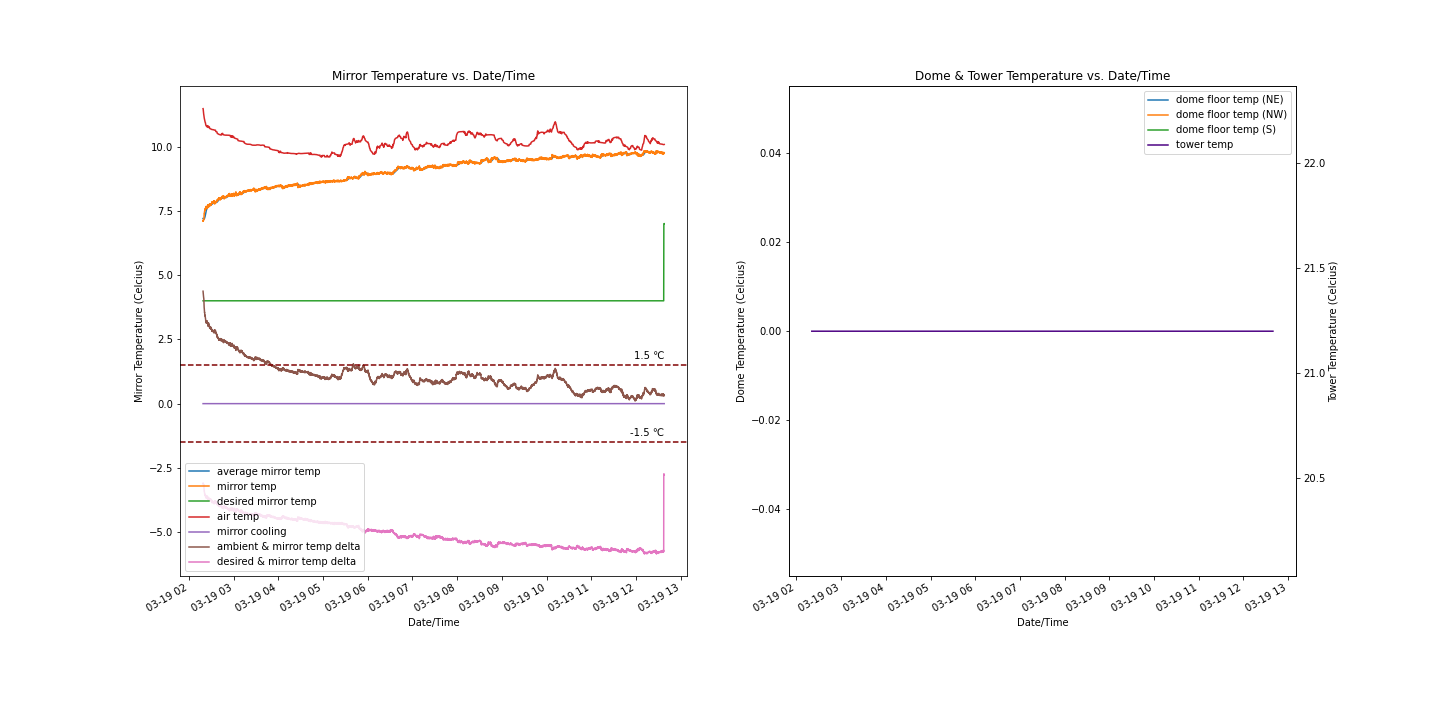 Mirror Temperature vs. Date/Time
Mirror Temperature (Celcius)
10.0
7.5
5.0
2.5
0.0
−2.5
−5.0
1.5 °C
-1.5 °C
average mirror temp
mirror temp
desired mirror temp
air temp
mirror cooling
ambient & mirror temp delta
desired & mirror temp delta
03-19 02
03-19 03
03-19 04
03-19 05
03-19 06
03-19 07
03-19 08
03-19 09
03-19 10
03-19 11
03-19 12
03-19 13
Date/Time
Dome & Tower Temperature vs. Date/Time
Dome Temperature (Celcius)
0.04
0.02
0.00
−0.02
−0.04
dome floor temp (NE)
dome floor temp (NW)
dome floor temp (S)
tower temp
22.0
21.5
21.0
20.5
Tower Temperature (Celcius)
03-19 02
03-19 03
03-19 04
03-19 05
03-19 06
03-19 07
03-19 08
03-19 09
03-19 10
03-19 11
03-19 12
03-19 13
Date/Time